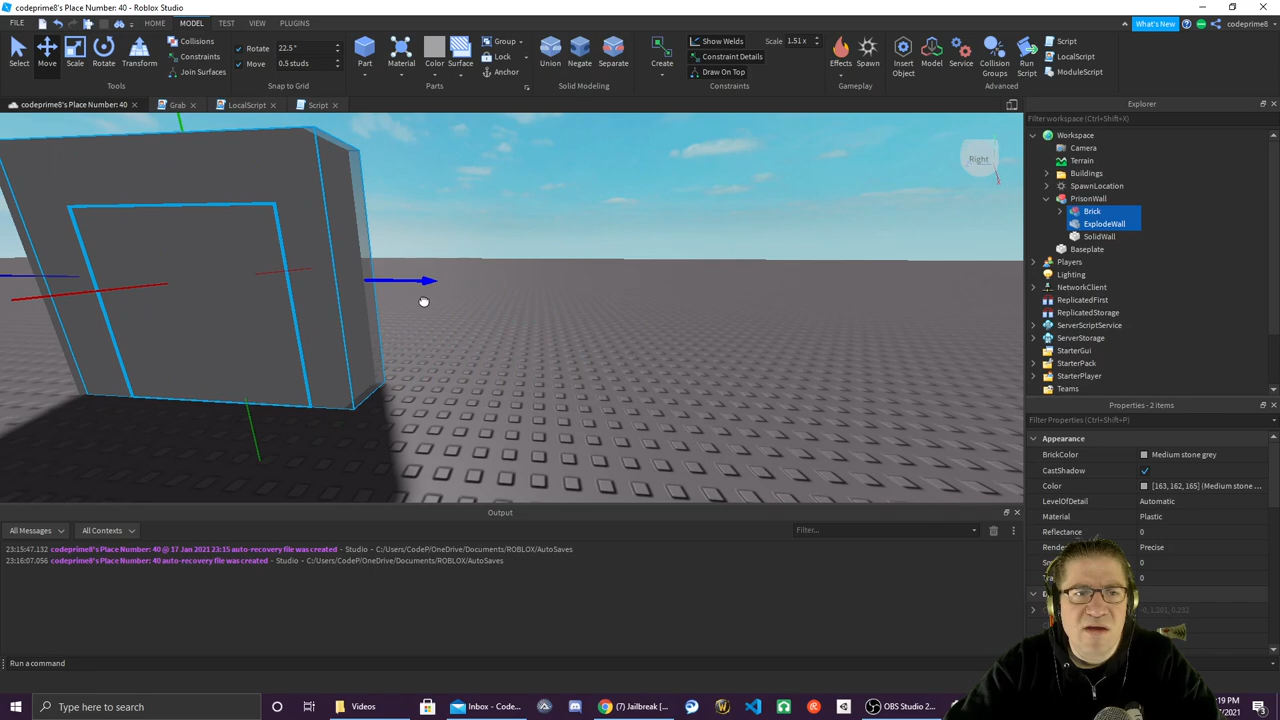 codeprime8's Place Number: 40 - Roblox Studio
FILE HOME MODEL TEST VIEW PLUGINS What's New codeprime8
Select Move Scale Rotate Transform
Collisions
Constraints
Join Surfaces
Tools
Rotate 22.5°
Move 0.5 studs
Snap to Grid
Part Material Color Surface
Group
Lock
Anchor
Parts
Union Negate Separate
Solid Modeling
Create
Show Welds Scale 1.51 x
Constraint Details
Draw On Top
Constraints
Effects Spawn
Gameplay
Insert Object Model Service Collision Groups Run Script
Script
LocalScript
ModuleScript
Advanced
codeprime8's Place Number: 40 × Grab × LocalScript × Script ×
Right
Explorer
Filter workspace (Ctrl+Shift+X)
Workspace
Camera
Terrain
Buildings
SpawnLocation
PrisonWall
Brick
ExplodeWall
SolidWall
Baseplate
Players
Lighting
NetworkClient
ReplicatedFirst
ReplicatedStorage
ServerScriptService
ServerStorage
StarterGui
StarterPack
StarterPlayer
Teams
Properties - 2 items
Filter Properties (Ctrl+Shift+P)
Appearance
BrickColor Medium stone grey
CastShadow
Color [163, 162, 165] (Medium stone ...
LevelOfDetail Automatic
Material Plastic
Reflectance 0
Precise
0
0
Output
All Messages All Contexts Filter...
23:15:47.132 codeprime8's Place Number: 40 @ 17 Jan 2021 23:15 auto-recovery file was created - Studio - C:/Users/CodeP/OneDrive/Documents/ROBLOX/AutoSaves
23:16:07.056 codeprime8's Place Number: 40 auto-recovery file was created - Studio - C:/Users/CodeP/OneDrive/Documents/ROBLOX/AutoSaves
Run a command
Type here to search Videos Inbox - Code... (7) Jailbreak [... OBS Studio 2...